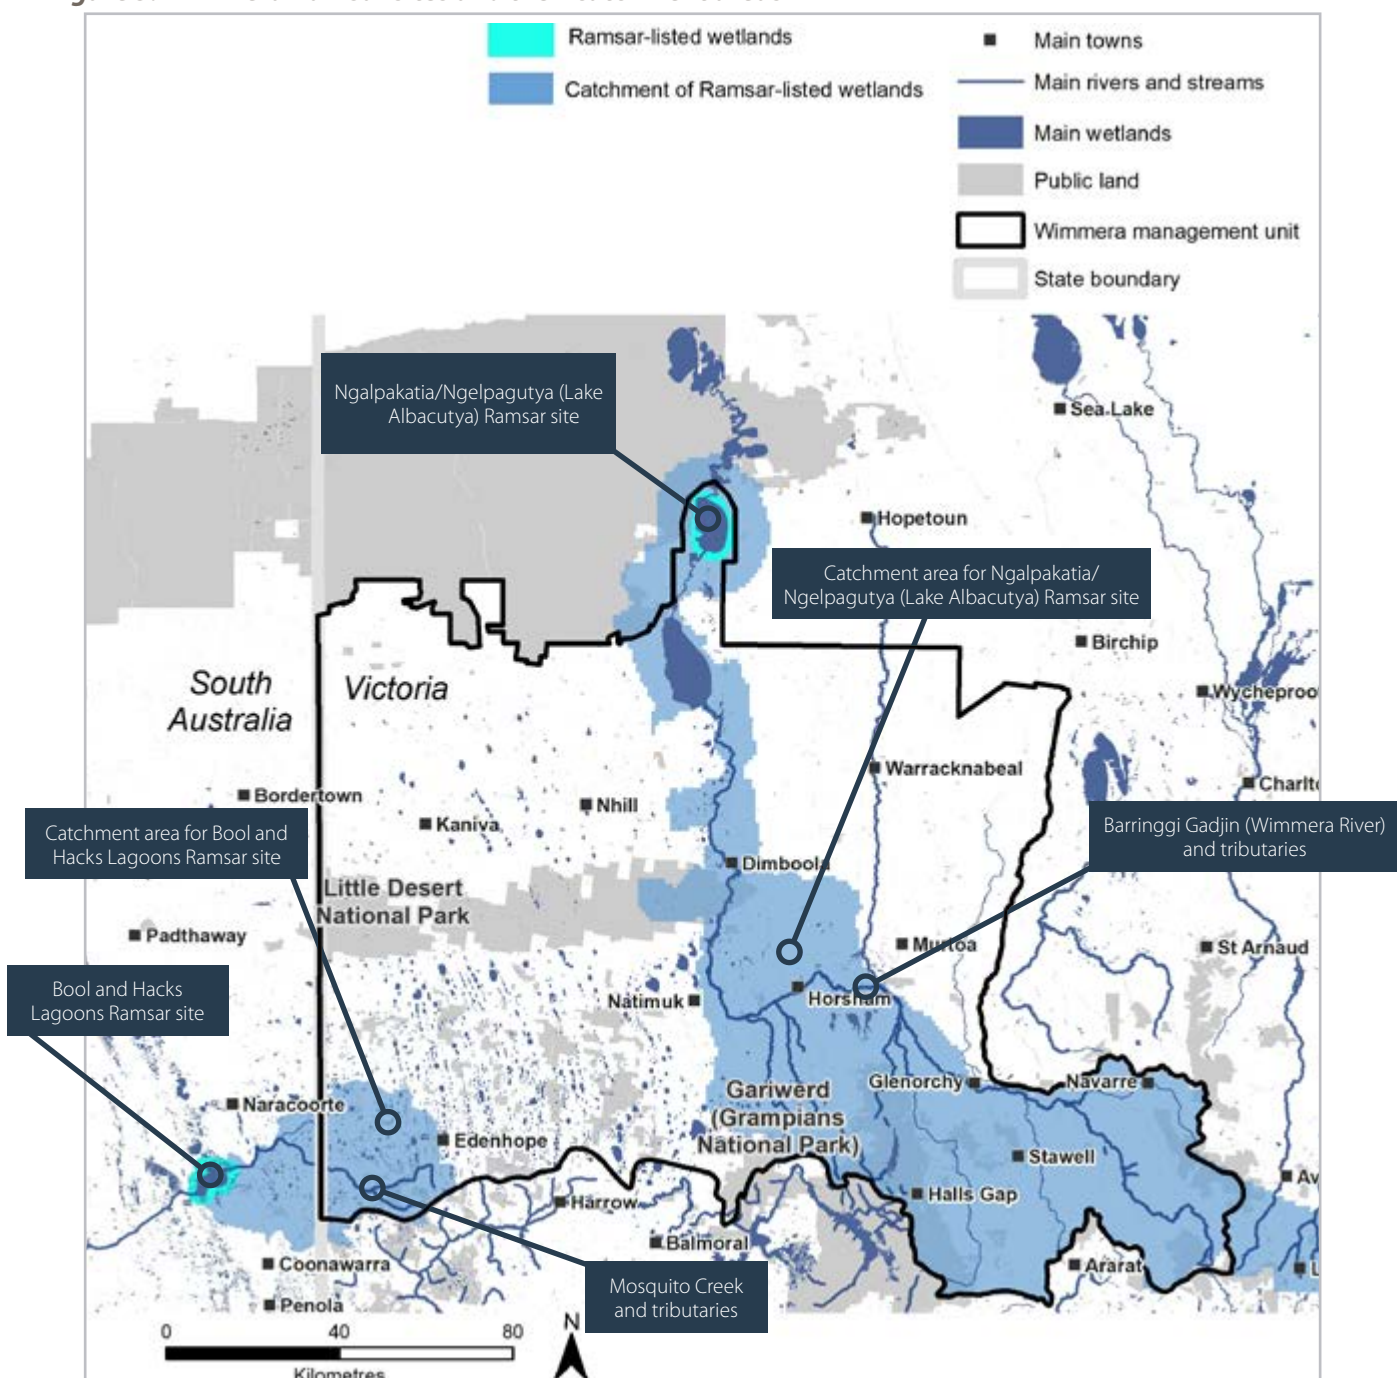 Ramsar-listed wetlands
Catchment of Ramsar-listed wetlands
Main towns
Main rivers and streams
Main wetlands
Public land
Wimmera management unit
State boundary
Ngalpakatia/Ngelpagutya (Lake
Albacutya) Ramsar site
Sea Lake
Hopetoun
Catchment area for Ngalpakatia/
Ngelpagutya (Lake Albacutya) Ramsar site
Birchip
South
Australia
Victoria
Wycheproo
Warracknabeal
Charlt
Bordertown
Nhill
Kaniva
Catchment area for Bool and
Hacks Lagoons Ramsar site
Barringgi Gadjin (Wimmera River)
and tributaries
Dimboola
Little Desert
National Park
Padthaway
Murtoa
St Arnaud
Bool and Hacks
Lagoons Ramsar site
Natimuk
Horsham
Glenorchy
Navarre
Gariwerd
(Grampians
National Park)
Naracoorte
Edenhope
Stawell
Av
Halls Gap
Harrow
Balmoral
Coonawarra
Ararat
L
Penola
Mosquito Creek
and tributaries
0 40 80
Kilometres
N